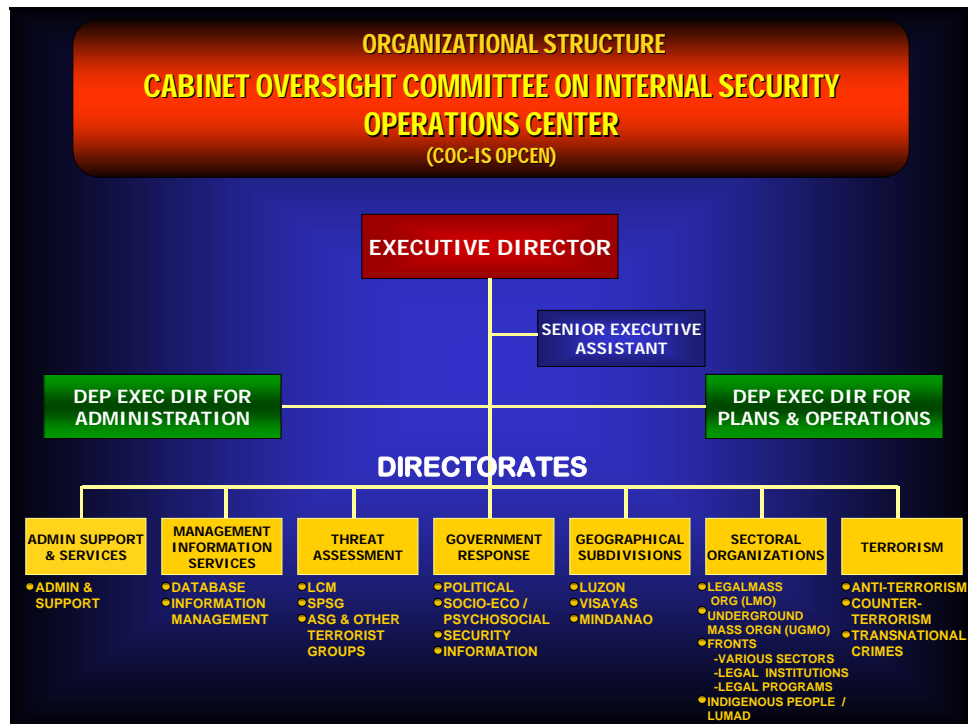 ORGANIZATIONAL STRUCTURE
CABINET OVERSIGHT COMMITTEE ON INTERNAL SECURITY
OPERATIONS CENTER
(COC-IS OPCEN)
EXECUTIVE DIRECTOR
SENIOR EXECUTIVE
ASSISTANT
DEP EXEC DIR FOR
ADMINISTRATION
DEP EXEC DIR FOR
PLANS & OPERATIONS
DIRECTORATES
ADMIN SUPPORT
& SERVICES
ADMIN &
SUPPORT
MANAGEMENT
INFORMATION
SERVICES
DATABASE
INFORMATION
MANAGEMENT
THREAT
ASSESSMENT
LCM
SPSG
ASG & OTHER
TERRORIST
GROUPS
GOVERNMENT
RESPONSE
POLITICAL
SOCIO-ECO /
PSYCHOSOCIAL
SECURITY
INFORMATION
GEOGRAPHICAL
SUBDIVISIONS
LUZON
VISAYAS
MINDANAO
SECTORAL
ORGANIZATIONS
LEGALMASS
ORG (LMO)
UNDERGROUND
MASS ORGN (UGMO)
FRONTS
-VARIOUS SECTORS
-LEGAL INSTITUTIONS
-LEGAL PROGRAMS
INDIGENOUS PEOPLE /
LUMAD
TERRORISM
ANTI-TERRORISM
COUNTER-
TERRORISM
TRANSNATIONAL
CRIMES